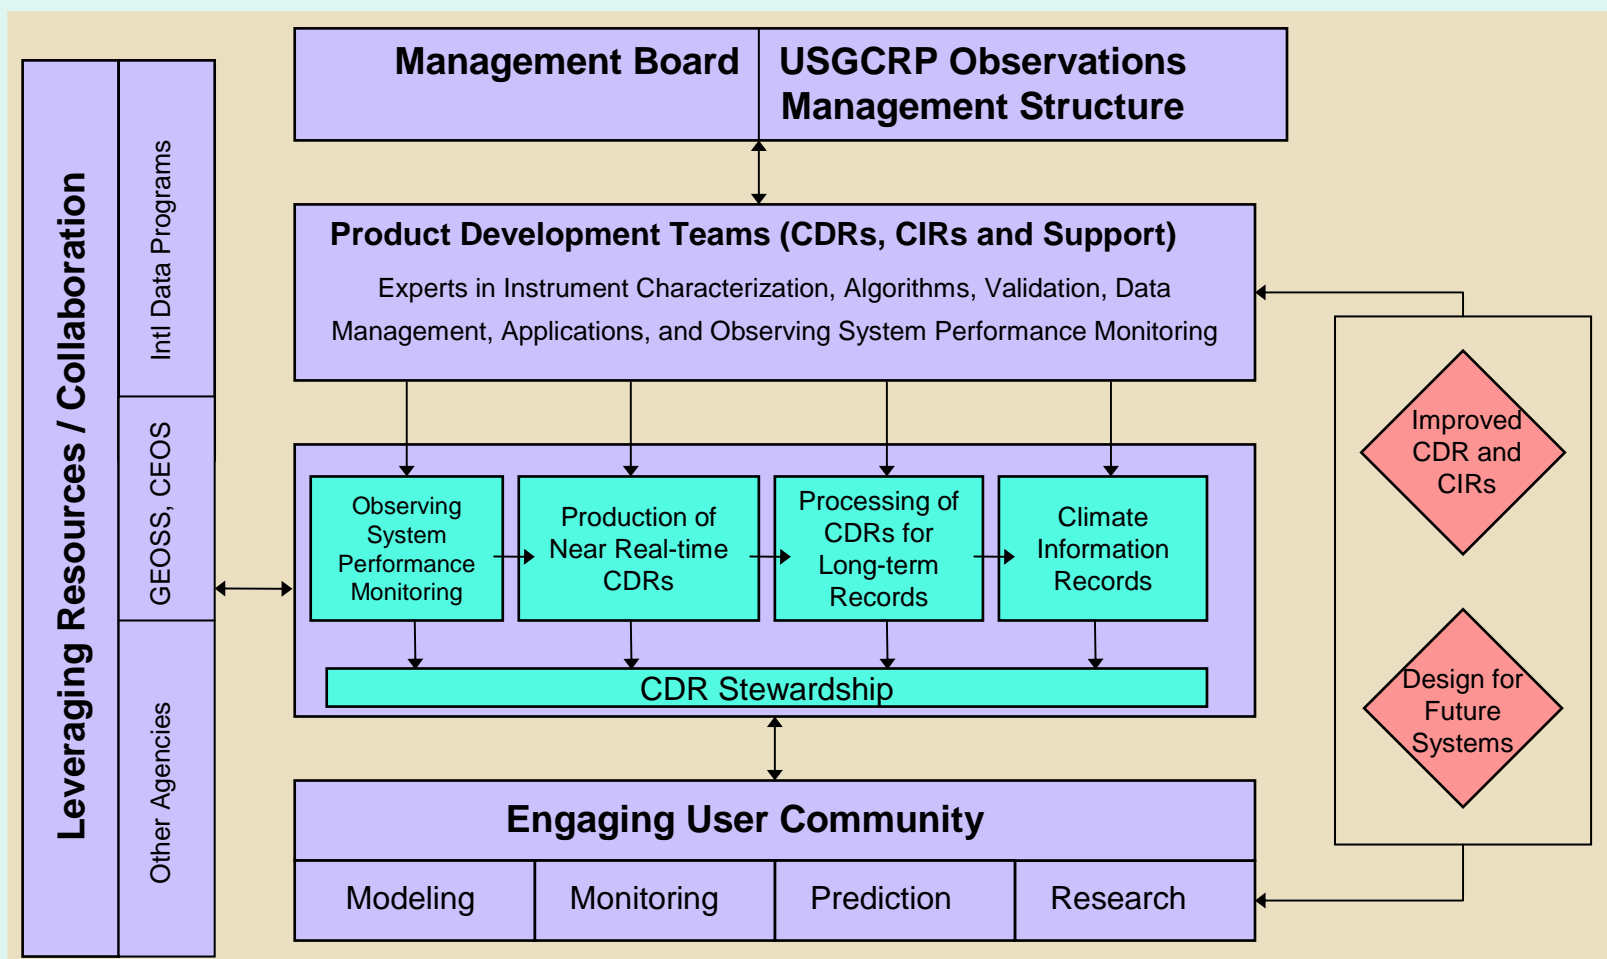 Management Board
USGCRP Observations
Management Structure
Leveraging Resources / Collaboration
Intl Data Programs
GEOSS, CEOS
Other Agencies
Product Development Teams (CDRs, CIRs and Support)
Experts in Instrument Characterization, Algorithms, Validation, Data
Management, Applications, and Observing System Performance Monitoring
Observing
System
Performance
Monitoring
Production of
Near Real-time
CDRs
Processing of
CDRs for
Long-term
Records
Climate
Information
Records
CDR Stewardship
Improved
CDR and
CIRs
Design for
Future
Systems
Engaging User Community
Modeling
Monitoring
Prediction
Research